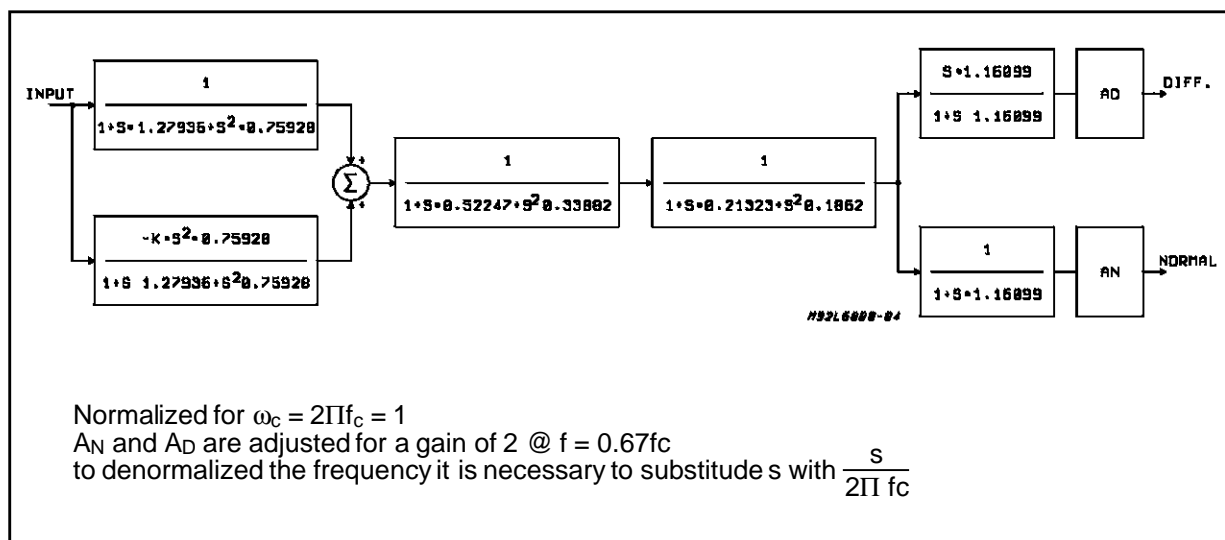 INPUT
1
1+S*1.27936+S²*0.75928
-K*S²*0.75928
1+S 1.27936+S²0.75928
+
Σ
+
1
1+S*0.52247+S²0.33882
1
1+S*0.21323+S²0.1862
S*1.16099
1+S 1.16099
AD
DIFF.
1
1+S*1.16099
AN
NORMAL
M92L6000-04
Normalized for ωc = 2Πfc = 1
AN and AD are adjusted for a gain of 2 @ f = 0.67fc
to denormalized the frequency it is necessary to substitude s with s
2Π fc